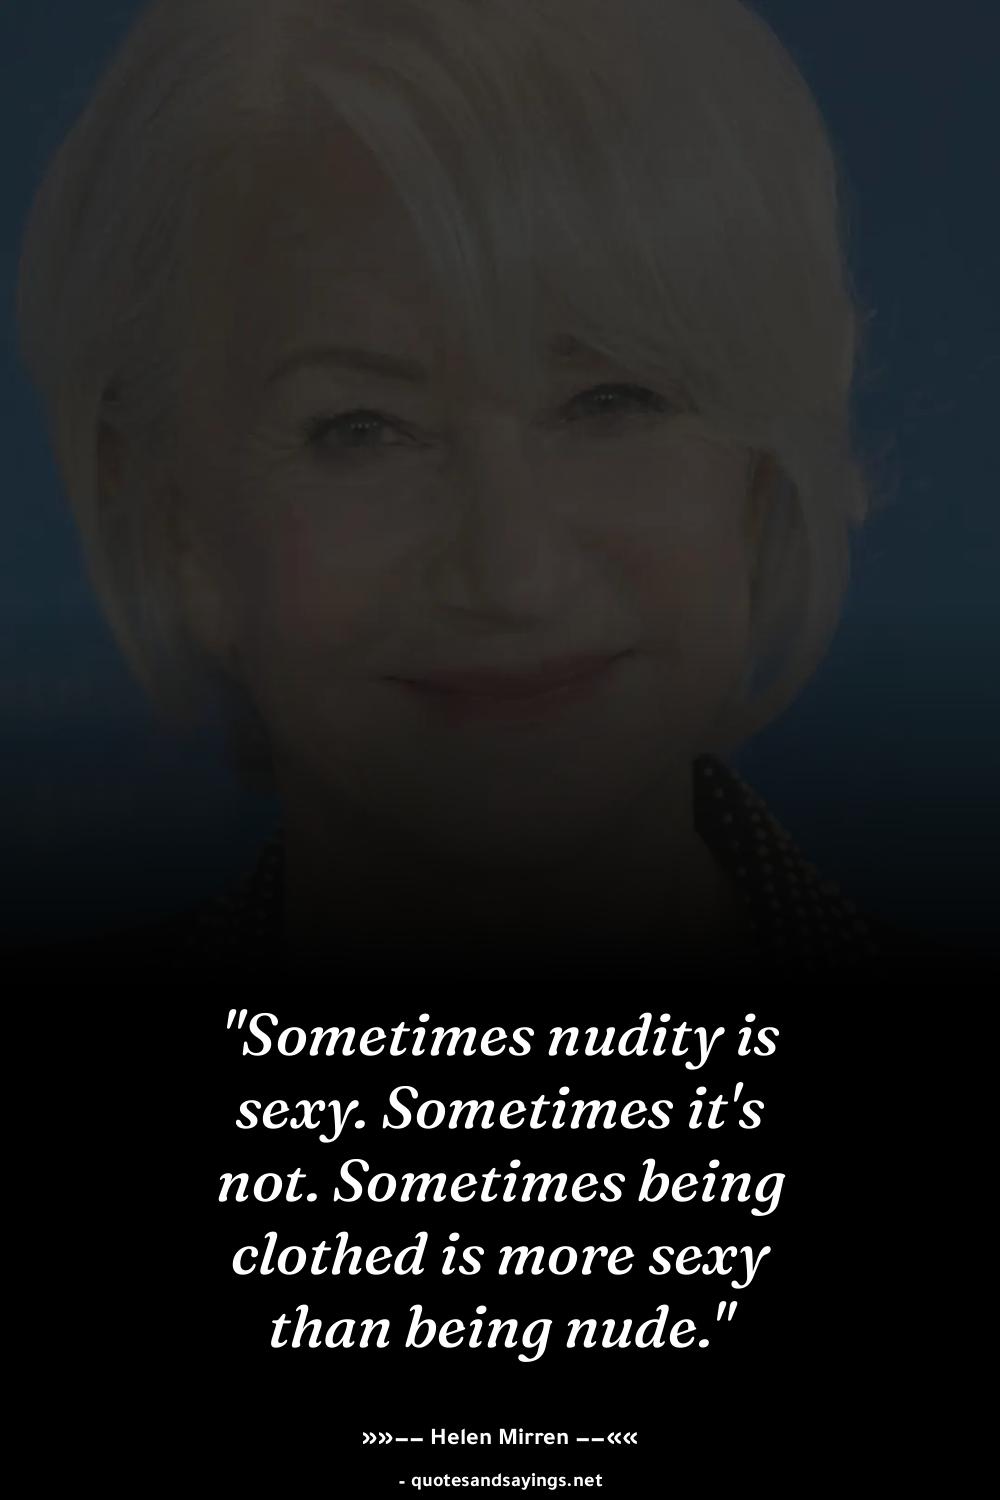 "Sometimes nudity is
sexy. Sometimes it's
not. Sometimes being
clothed is more sexy
than being nude."
»»–– Helen Mirren ––««
- quotesandsayings.net